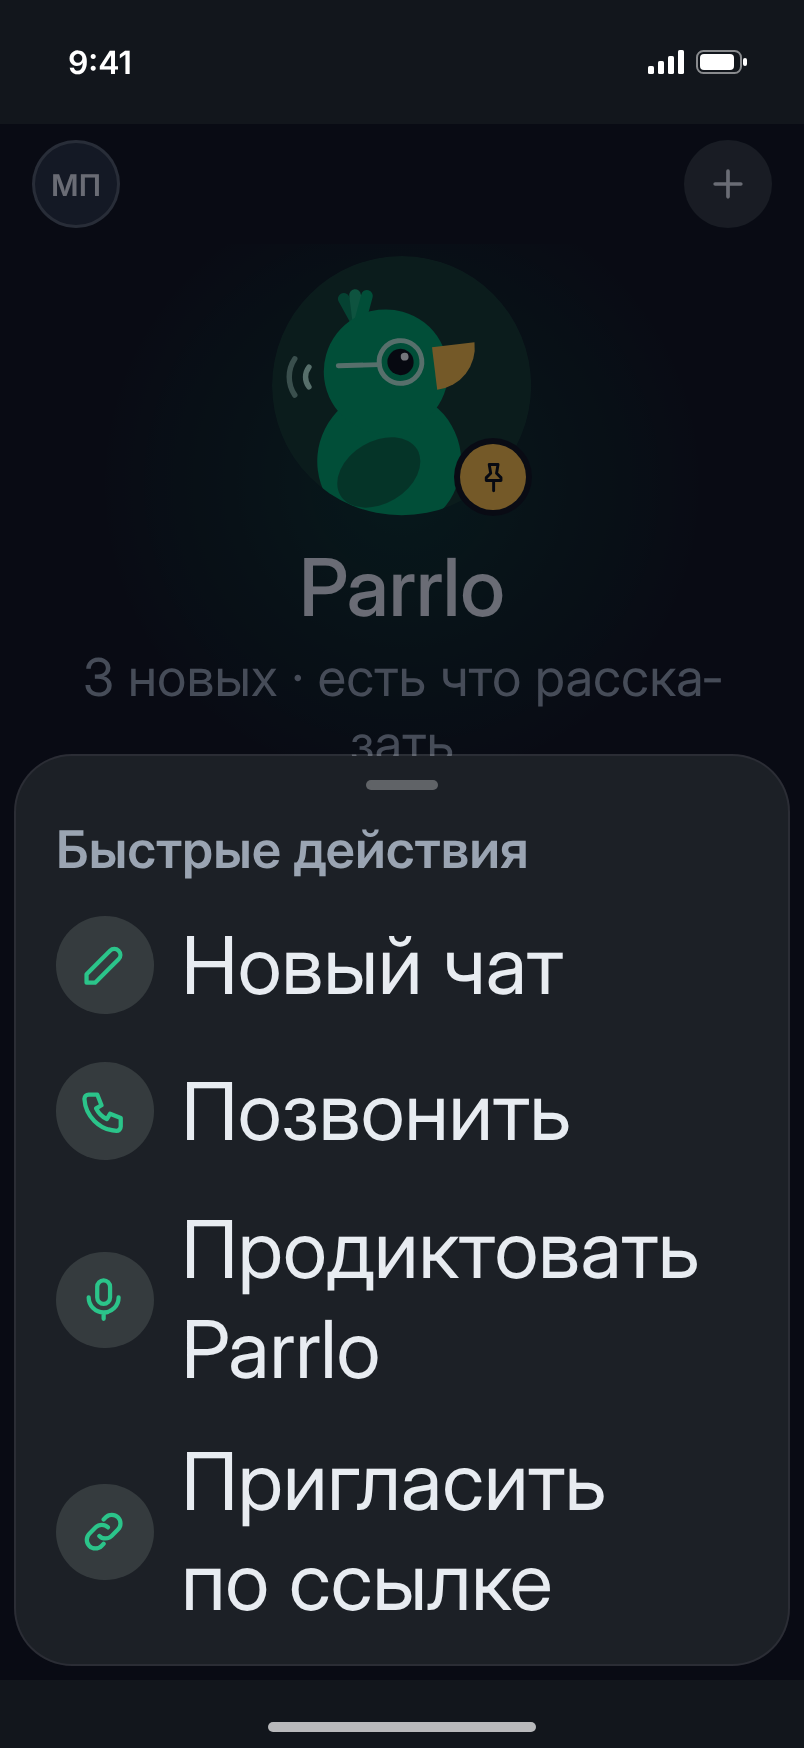 9:41
МП
Parrlo
3 новых · есть что расска-
зать
Быстрые действия
Новый чат
Позвонить
Продиктовать
Parrlo
Пригласить
по ссылке